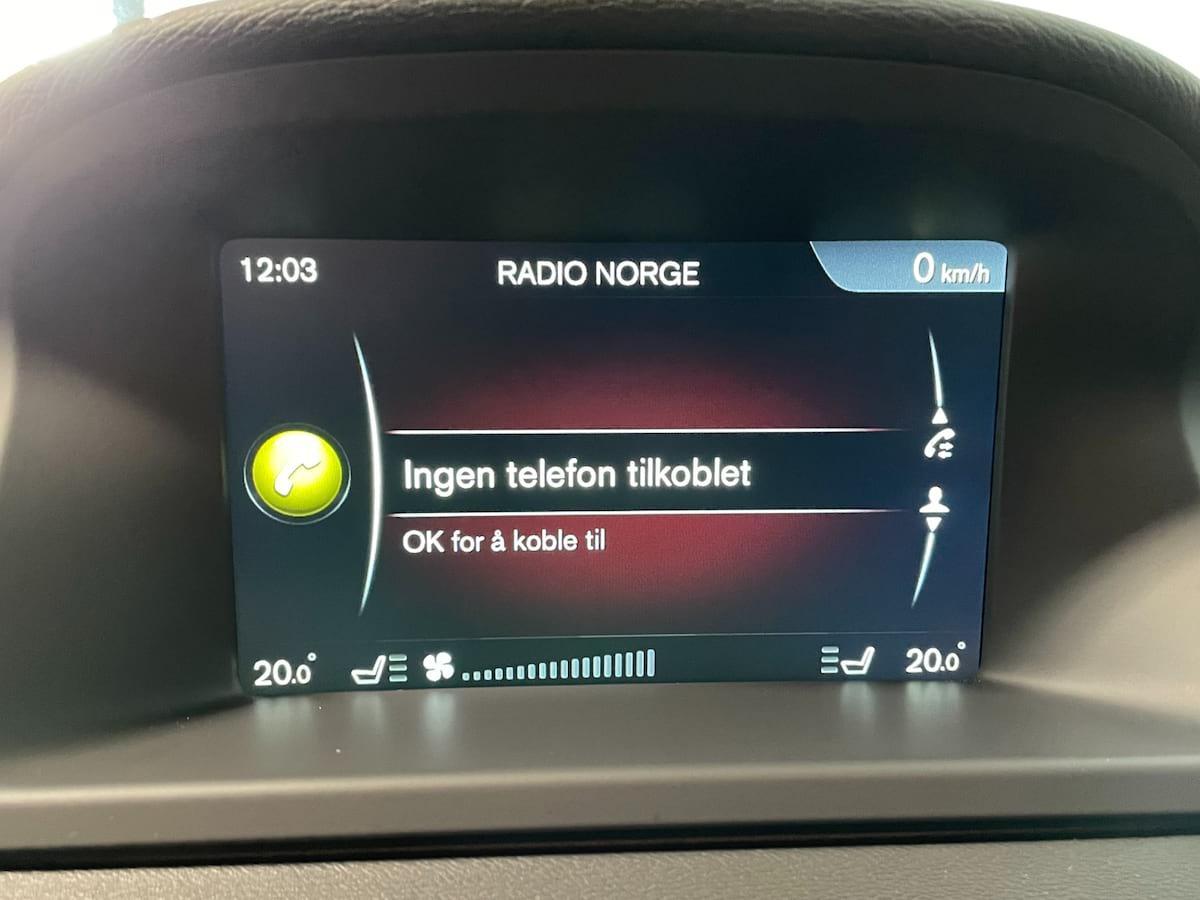 12:03 RADIO NORGE 0 km/h
Ingen telefon tilkoblet
OK for å koble til
20.0° 20.0°